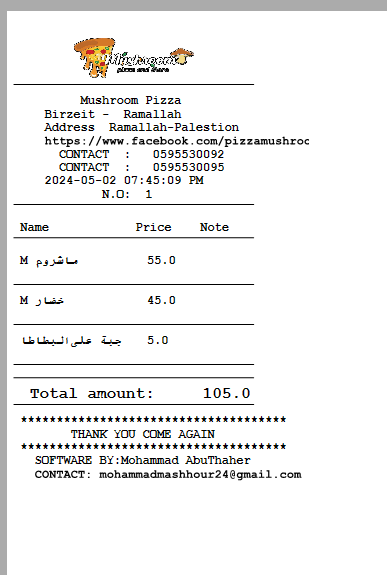 Mushroom
pizza and more
Mushroom Pizza
Birzeit - Ramallah
Address Ramallah-Palestion
https://www.facebook.com/pizzamushroc
CONTACT : 0595530092
CONTACT : 0595530095
2024-05-02 07:45:09 PM
N.O: 1
Name Price Note
M ماشروم 55.0
M خضار 45.0
جبة على البطاطا 5.0
Total amount: 105.0
*************************************
THANK YOU COME AGAIN
*************************************
SOFTWARE BY:Mohammad AbuThaher
CONTACT: mohammadmashhour24@gmail.com